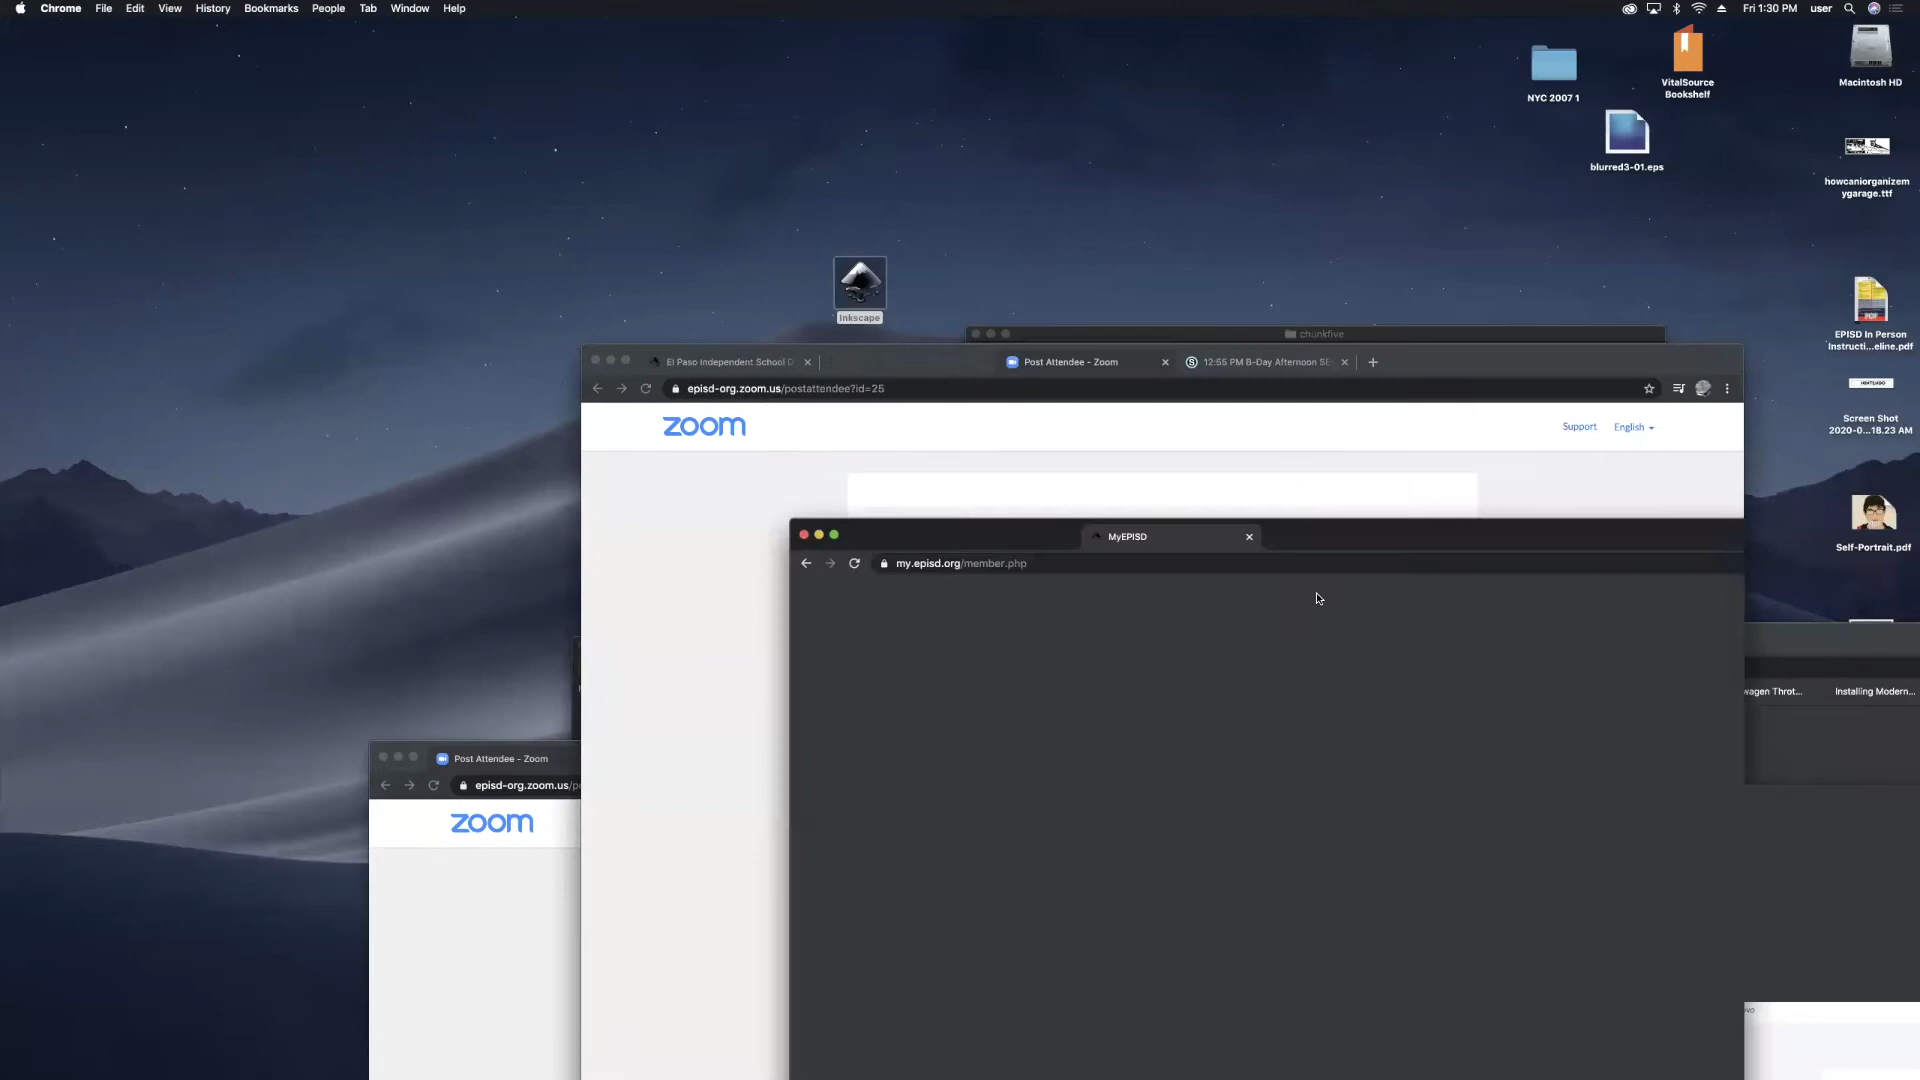 Chrome File Edit View History Bookmarks People Tab Window Help
Fri 1:30 PM user
NYC 2007 1
VitalSource
Bookshelf
Macintosh HD
blurred3-01.eps
howcaniorganizem
ygarage.ttf
Inkscape
EPISD In Person
Instructi...eline.pdf
chunkfive
El Paso Independent School D
Post Attendee - Zoom
12:55 PM B-Day Afternoon SE
episd-org.zoom.us/postattendee?id=25
NINTENDO
Screen Shot
2020-0...18.23 AM
zoom
Support
English
Self-Portrait.pdf
MyEPISD
my.episd.org/member.php
wagen Throt...
Installing Modern...
Post Attendee - Zoom
episd-org.zoom.us/p
zoom